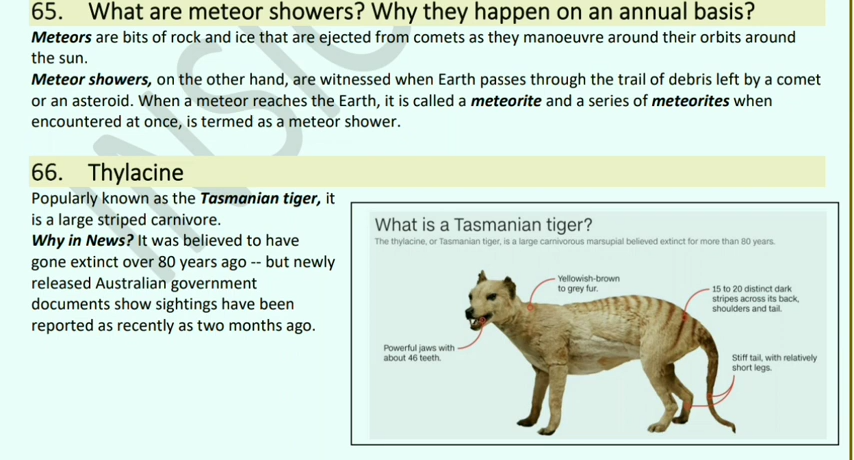 65. What are meteor showers? Why they happen on an annual basis?
Meteors are bits of rock and ice that are ejected from comets as they manoeuvre around their orbits around
the sun.
Meteor showers, on the other hand, are witnessed when Earth passes through the trail of debris left by a comet
or an asteroid. When a meteor reaches the Earth, it is called a meteorite and a series of meteorites when
encountered at once, is termed as a meteor shower.
66. Thylacine
Popularly known as the Tasmanian tiger, it
is a large striped carnivore.
Why in News? It was believed to have
gone extinct over 80 years ago -- but newly
released Australian government
documents show sightings have been
reported as recently as two months ago.
What is a Tasmanian tiger?
The thylacine, or Tasmanian tiger, is a large carnivorous marsupial believed extinct for more than 80 years.
Yellowish-brown
to grey fur.
15 to 20 distinct dark
stripes across its back,
shoulders and tail.
Powerful jaws with
about 46 teeth.
Stiff tail, with relatively
short legs.